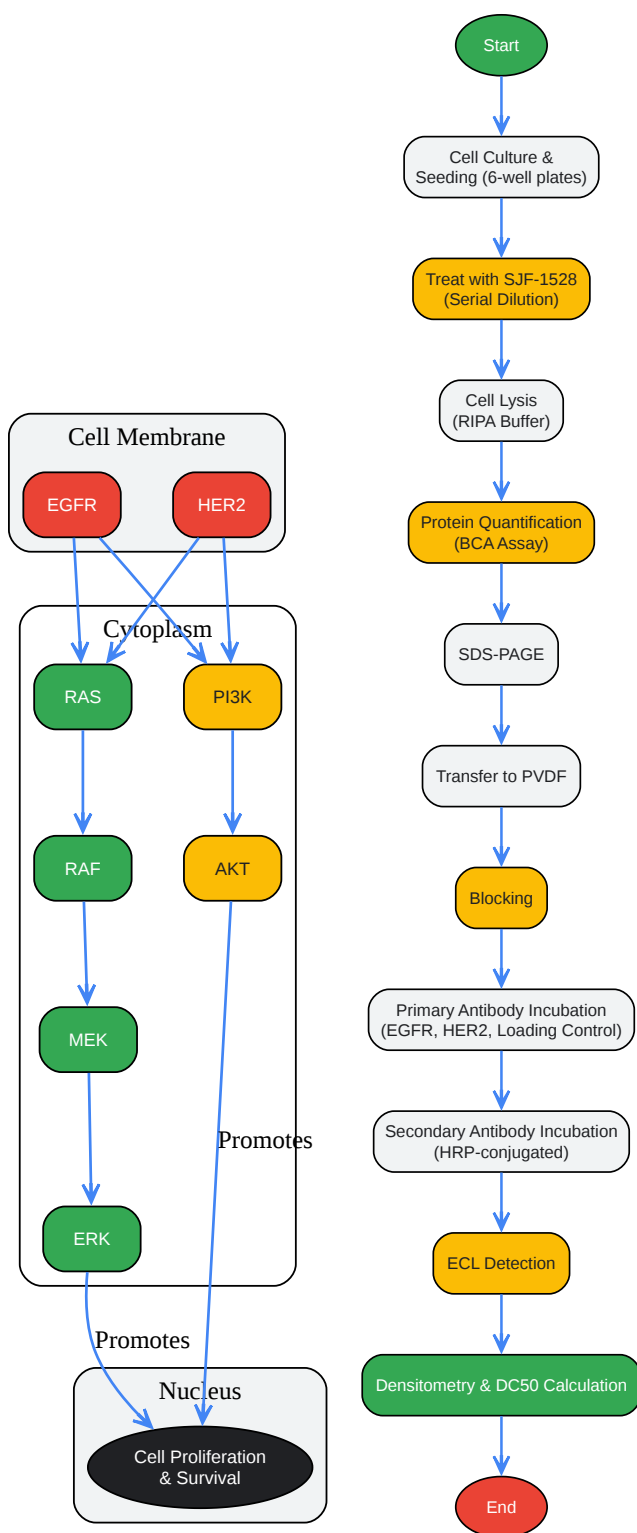 Cell Membrane
EGFR
HER2
Cytoplasm
RAS
PI3K
RAF
AKT
MEK
Promotes
ERK
Promotes
Nucleus
Cell Proliferation
& Survival
Start
Cell Culture &
Seeding (6-well plates)
Treat with SJF-1528
(Serial Dilution)
Cell Lysis
(RIPA Buffer)
Protein Quantification
(BCA Assay)
SDS-PAGE
Transfer to PVDF
Blocking
Primary Antibody Incubation
(EGFR, HER2, Loading Control)
Secondary Antibody Incubation
(HRP-conjugated)
ECL Detection
Densitometry & DC50 Calculation
End